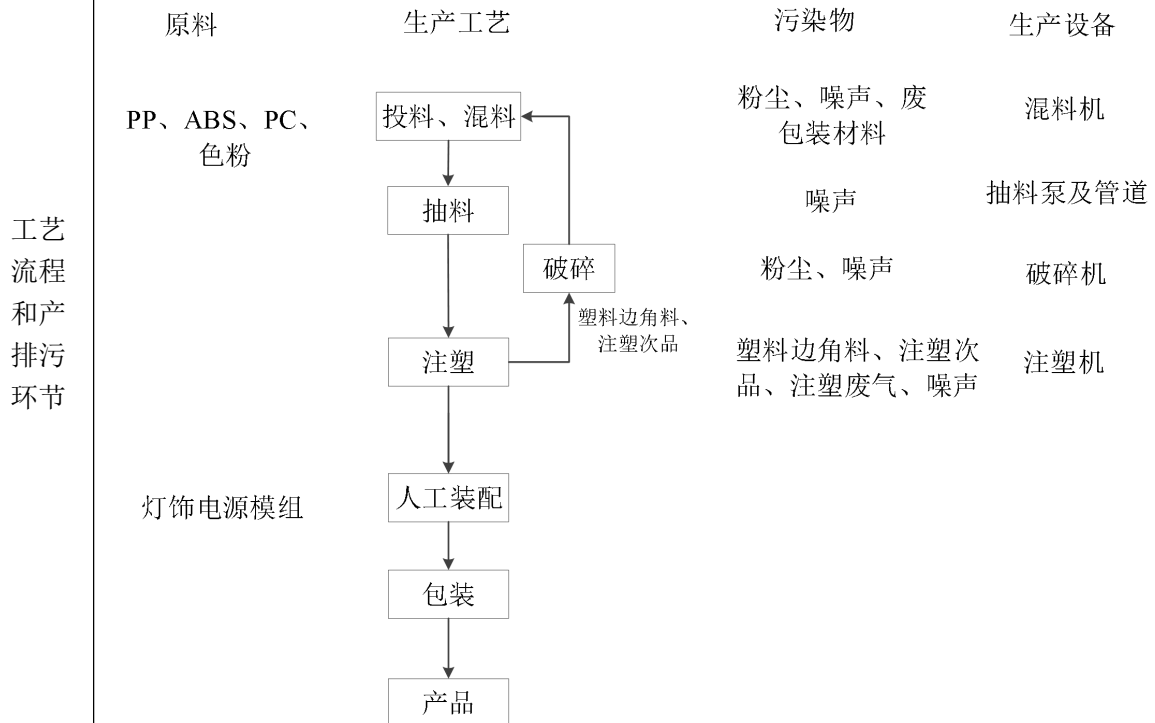 原料
生产工艺
污染物
生产设备
PP、ABS、PC、
色粉
投料、混料
粉尘、噪声、废
包装材料
混料机
抽料
噪声
抽料泵及管道
工艺
流程
和产
排污
环节
破碎
粉尘、噪声
破碎机
塑料边角料、
注塑次品
注塑
塑料边角料、注塑次
品、注塑废气、噪声
注塑机
灯饰电源模组
人工装配
包装
产品